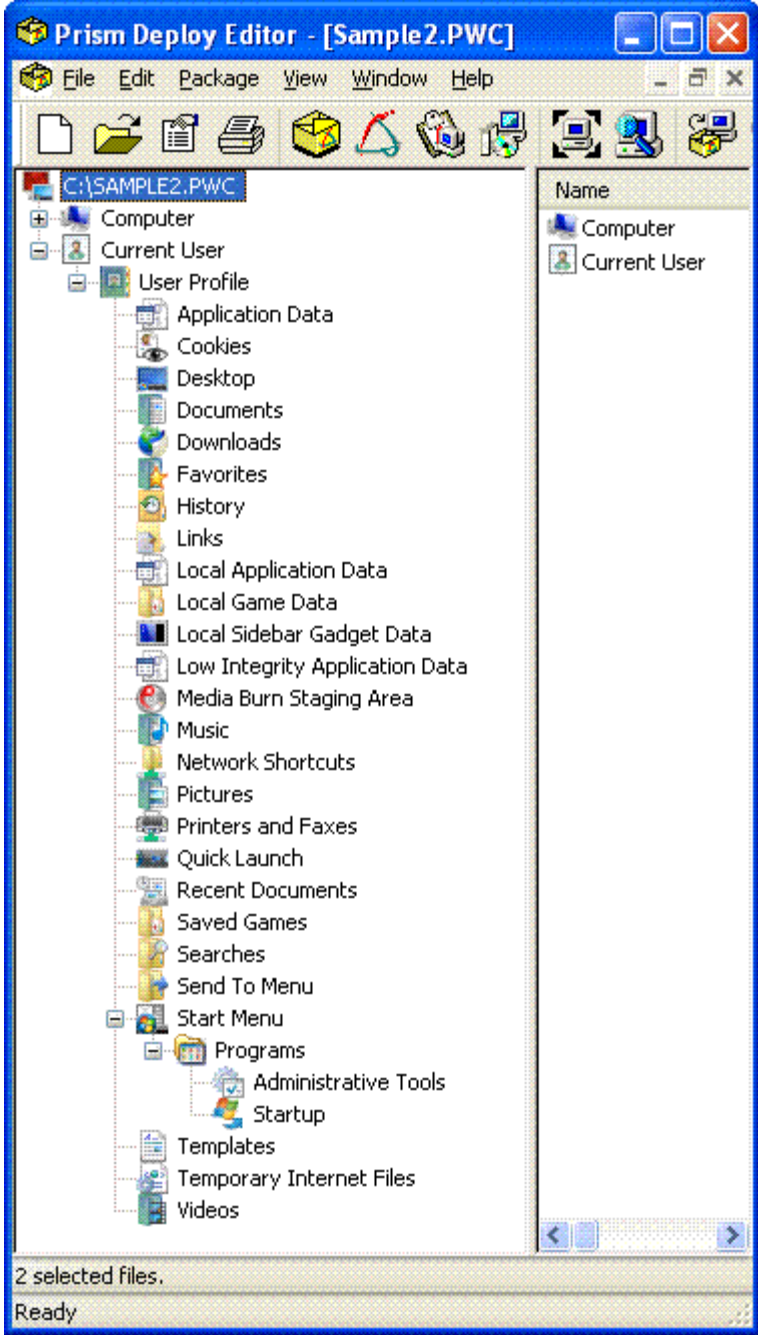 Prism Deploy Editor - [Sample2.PWC]
File Edit Package View Window Help
C:\SAMPLE2.PWC
Computer
Current User
User Profile
Application Data
Cookies
Desktop
Documents
Downloads
Favorites
History
Links
Local Application Data
Local Game Data
Local Sidebar Gadget Data
Low Integrity Application Data
Media Burn Staging Area
Music
Network Shortcuts
Pictures
Printers and Faxes
Quick Launch
Recent Documents
Saved Games
Searches
Send To Menu
Start Menu
Programs
Administrative Tools
Startup
Templates
Temporary Internet Files
Videos
Name
Computer
Current User
2 selected files.
Ready